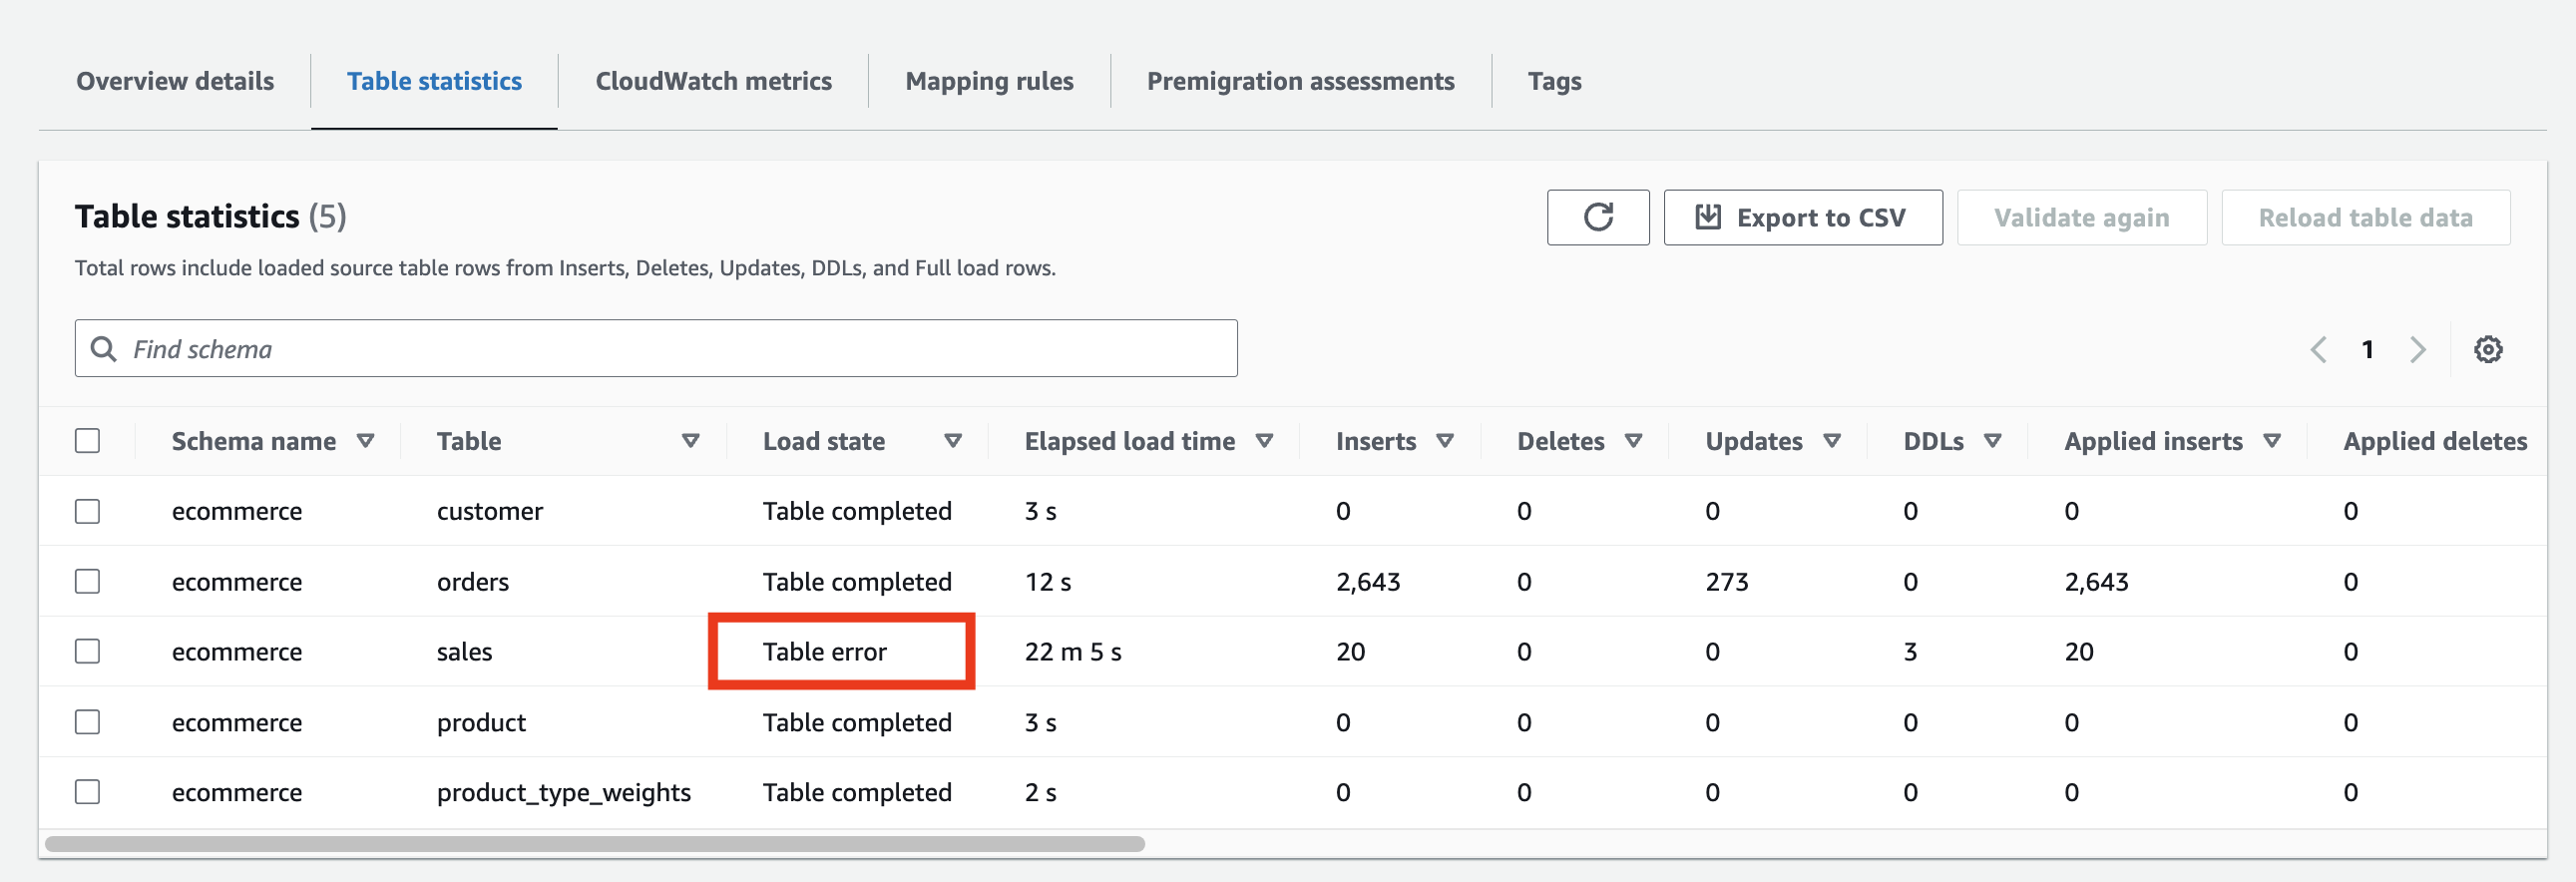 Overview details Table statistics CloudWatch metrics Mapping rules Premigration assessments Tags
Table statistics (5) Export to CSV Validate again Reload table data
Total rows include loaded source table rows from Inserts, Deletes, Updates, DDLs, and Full load rows.
Find schema 1
Schema name Table Load state Elapsed load time Inserts Deletes Updates DDLs Applied inserts Applied deletes
ecommerce customer Table completed 3 s 0 0 0 0 0 0
ecommerce orders Table completed 12 s 2,643 0 273 0 2,643 0
ecommerce sales Table error 22 m 5 s 20 0 0 3 20 0
ecommerce product Table completed 3 s 0 0 0 0 0 0
ecommerce product_type_weights Table completed 2 s 0 0 0 0 0 0